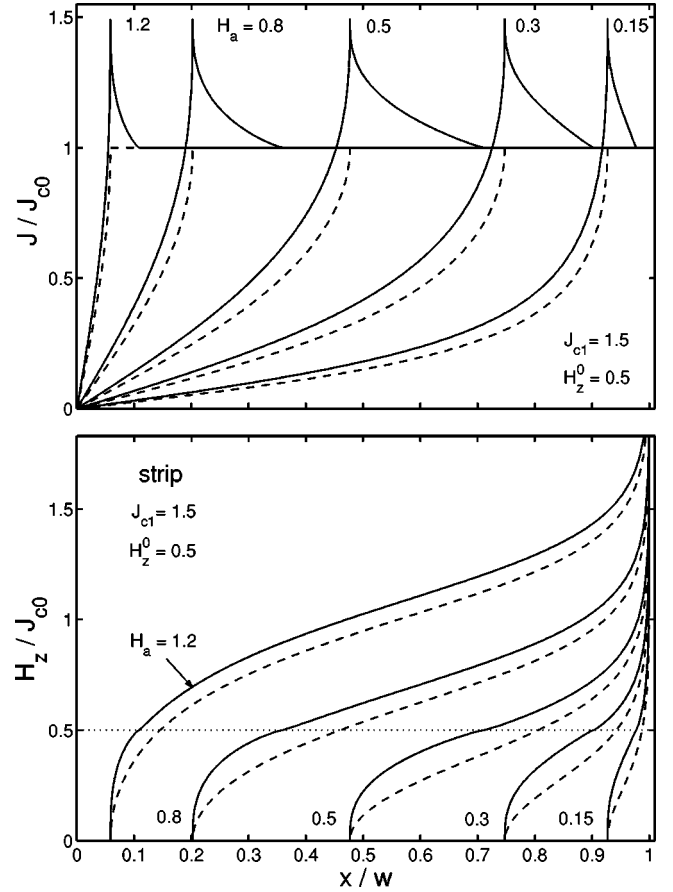 1.2 H_a = 0.8 0.5 0.3 0.15
1.5
1
0.5
0
J / J_c0
J_c1 = 1.5
H_z^0 = 0.5
strip
J_c1 = 1.5
H_z^0 = 0.5
H_a = 1.2
0.8 0.5 0.3 0.15
1.5
1
0.5
0
H_z / J_c0
0 0.1 0.2 0.3 0.4 0.5 0.6 0.7 0.8 0.9 1
x / w